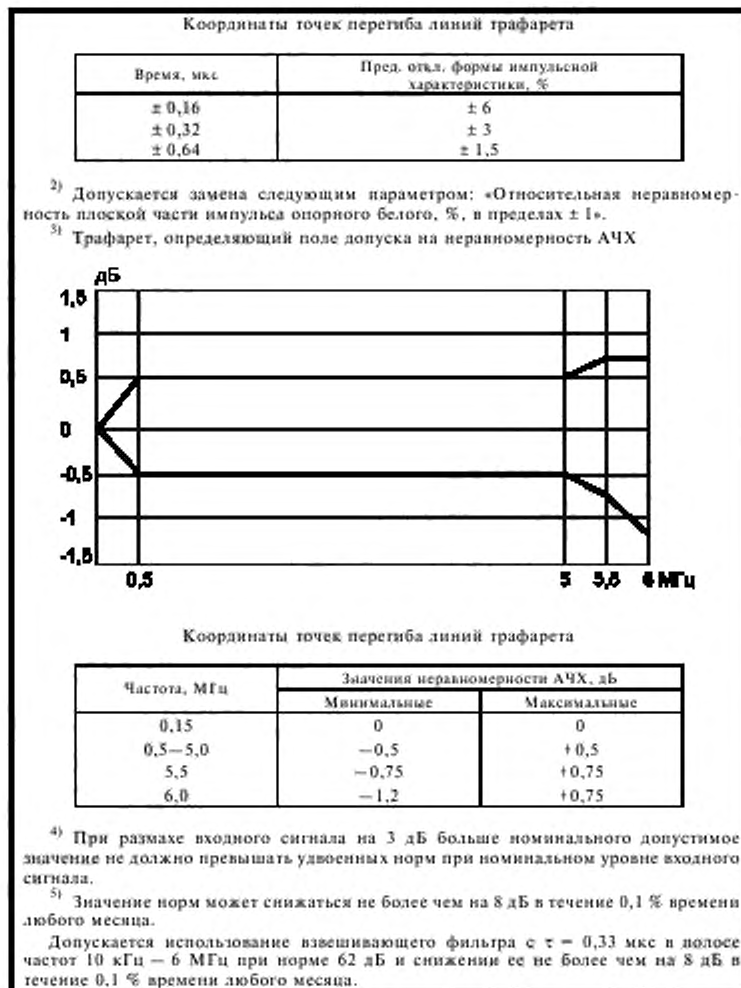 Координаты точек перегиба линий трафарета
Время, мкс
Пред. откл. формы импульсной
характеристики, %
± 0,16
± 6
± 0,32
± 3
± 0,64
± 1,5
2) Допускается замена следующим параметром: «Относительная неравномер-
ность плоской части импульса опорного белого, %, в пределах ± 1».
3) Трафарет, определяющий поле допуска на неравномерность АЧХ
дБ
1,5
1
0,5
0
-0,5
-1
-1,5
0,5
5
5,5
6 МГц
Координаты точек перегиба линий трафарета
Частота, МГц
Значения неравномерности АЧХ, дБ
Минимальные
Максимальные
0,15
0
0
0,5—5,0
—0,5
+0,5
5,5
—0,75
+0,75
6,0
—1,2
+0,75
4) При размахе входного сигнала на 3 дБ больше номинального допустимое
значение не должно превышать удвоенных норм при номинальном уровне входного
сигнала.
5) Значение норм может снижаться не более чем на 8 дБ в течение 0,1 % времени
любого месяца.
Допускается использование взвешивающего фильтра с τ = 0,33 мкс в полосе
частот 10 кГц — 6 МГц при норме 62 дБ и снижении ее не более чем на 8 дБ в
течение 0,1 % времени любого месяца.